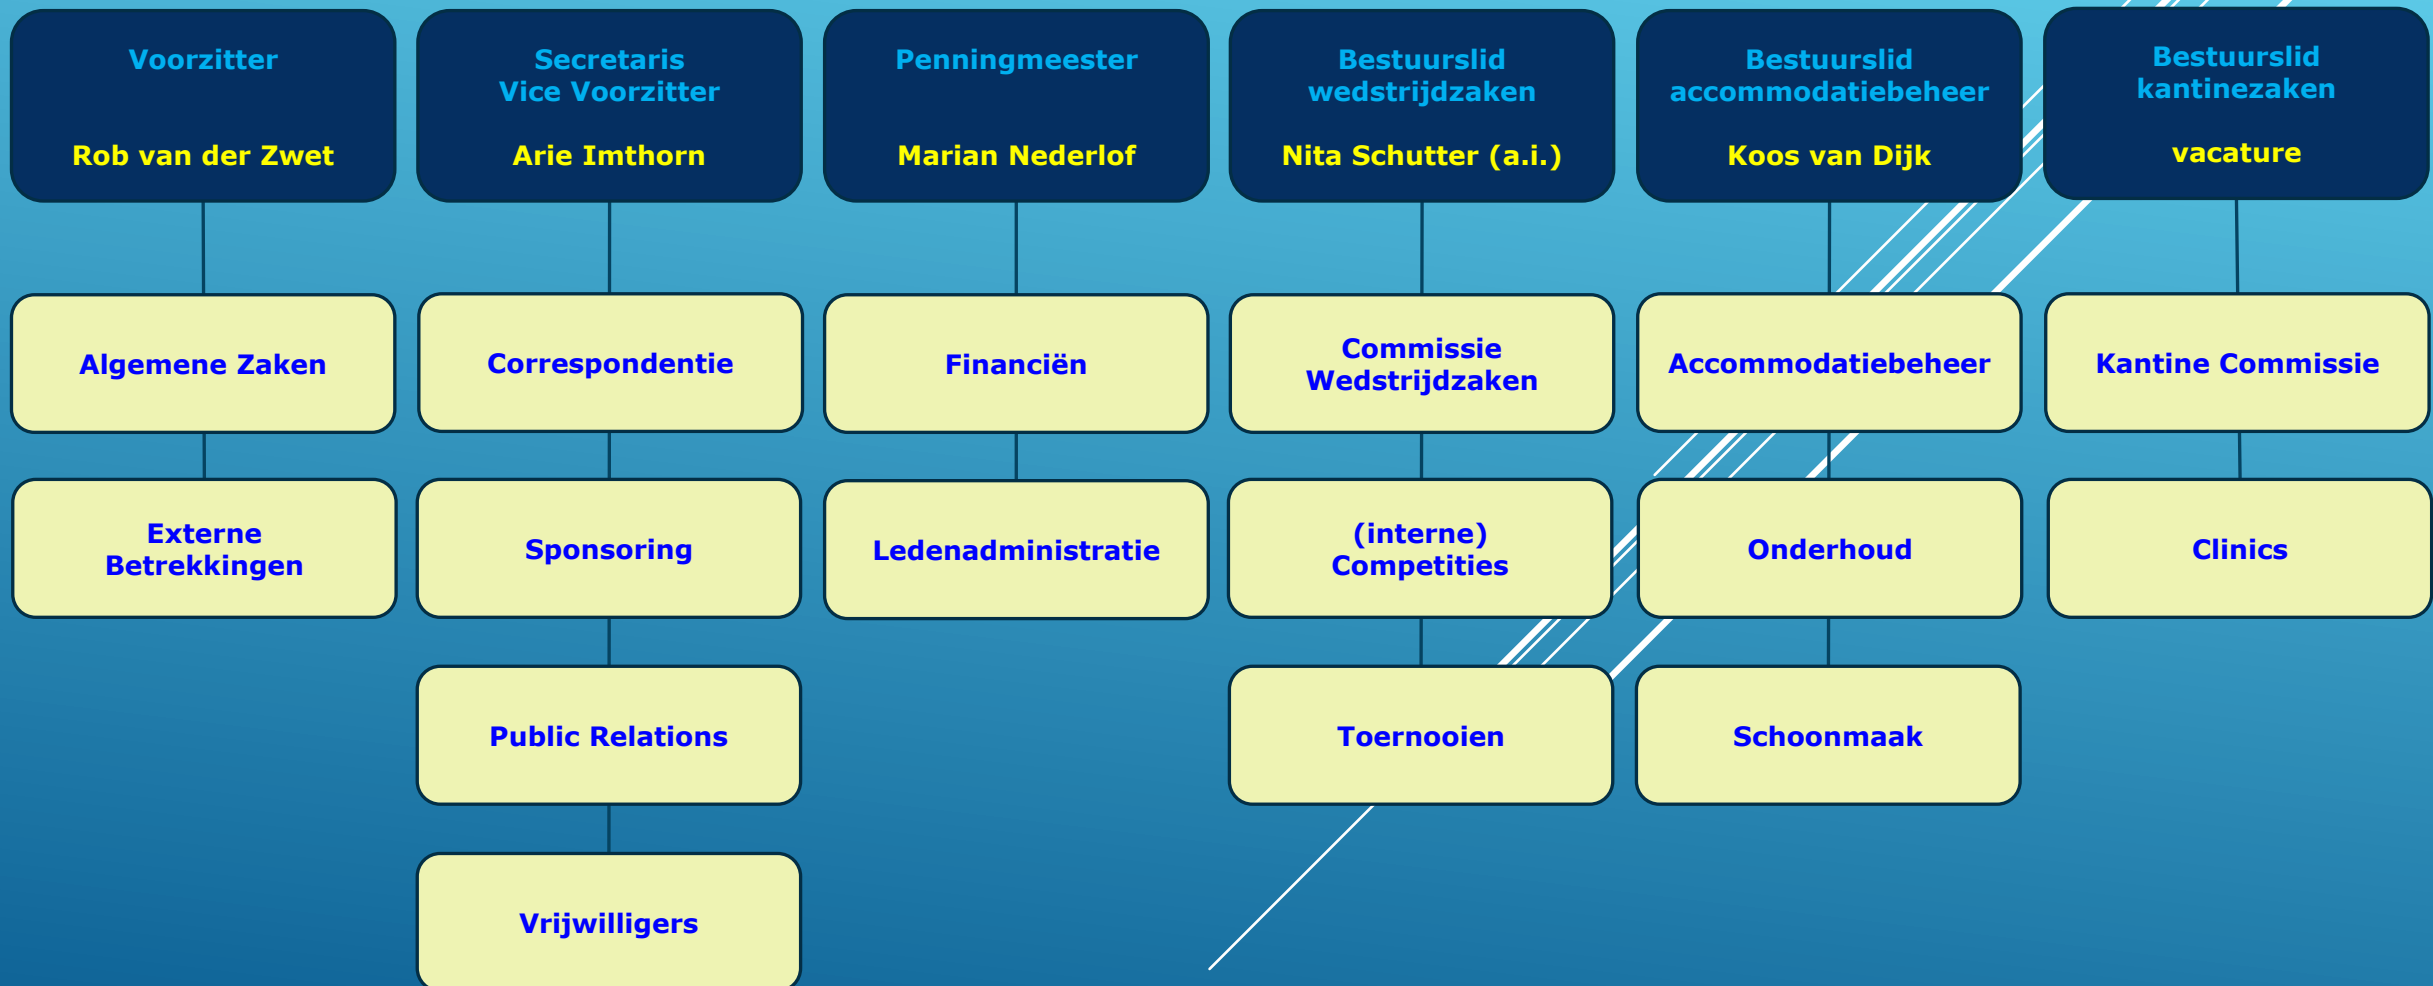 Voorzitter
Rob van der Zwet
Secretaris
Vice Voorzitter
Arie Imthorn
Penningmeester
Marian Nederlof
Bestuurslid
wedstrijdzaken
Nita Schutter (a.i.)
Bestuurslid
accommodatiebeheer
Koos van Dijk
Bestuurslid
kantinezaken
vacature
Algemene Zaken
Correspondentie
Financiën
Commissie
Wedstrijdzaken
Accommodatiebeheer
Kantine Commissie
Externe
Betrekkingen
Sponsoring
Ledenadministratie
(interne)
Competities
Onderhoud
Clinics
Public Relations
Toernooien
Schoonmaak
Vrijwilligers